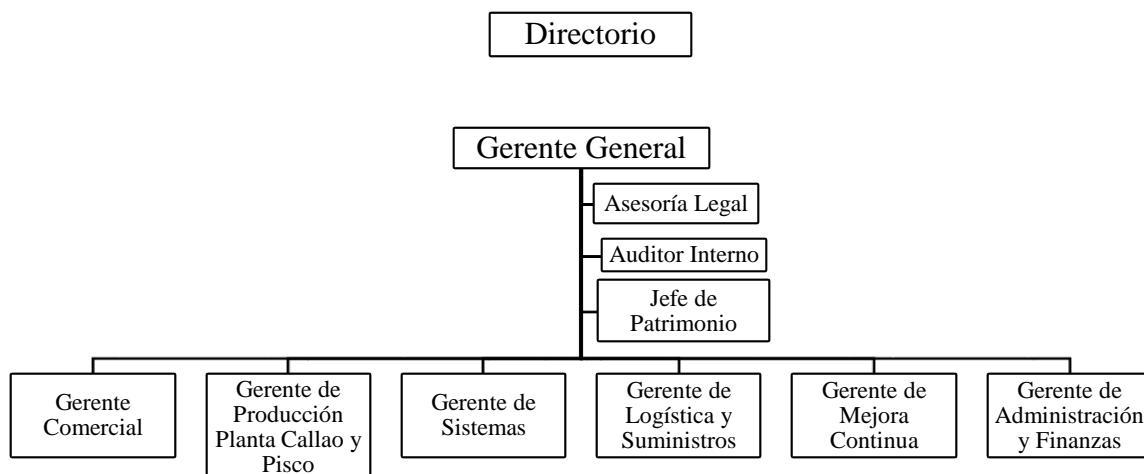 Directorio
Gerente General
Asesoría Legal
Auditor Interno
Jefe de
Patrimonio
Gerente
Comercial
Gerente de
Producción
Planta Callao y
Pisco
Gerente de
Sistemas
Gerente de
Logística y
Suministros
Gerente de
Mejora
Continua
Gerente de
Administración
y Finanzas